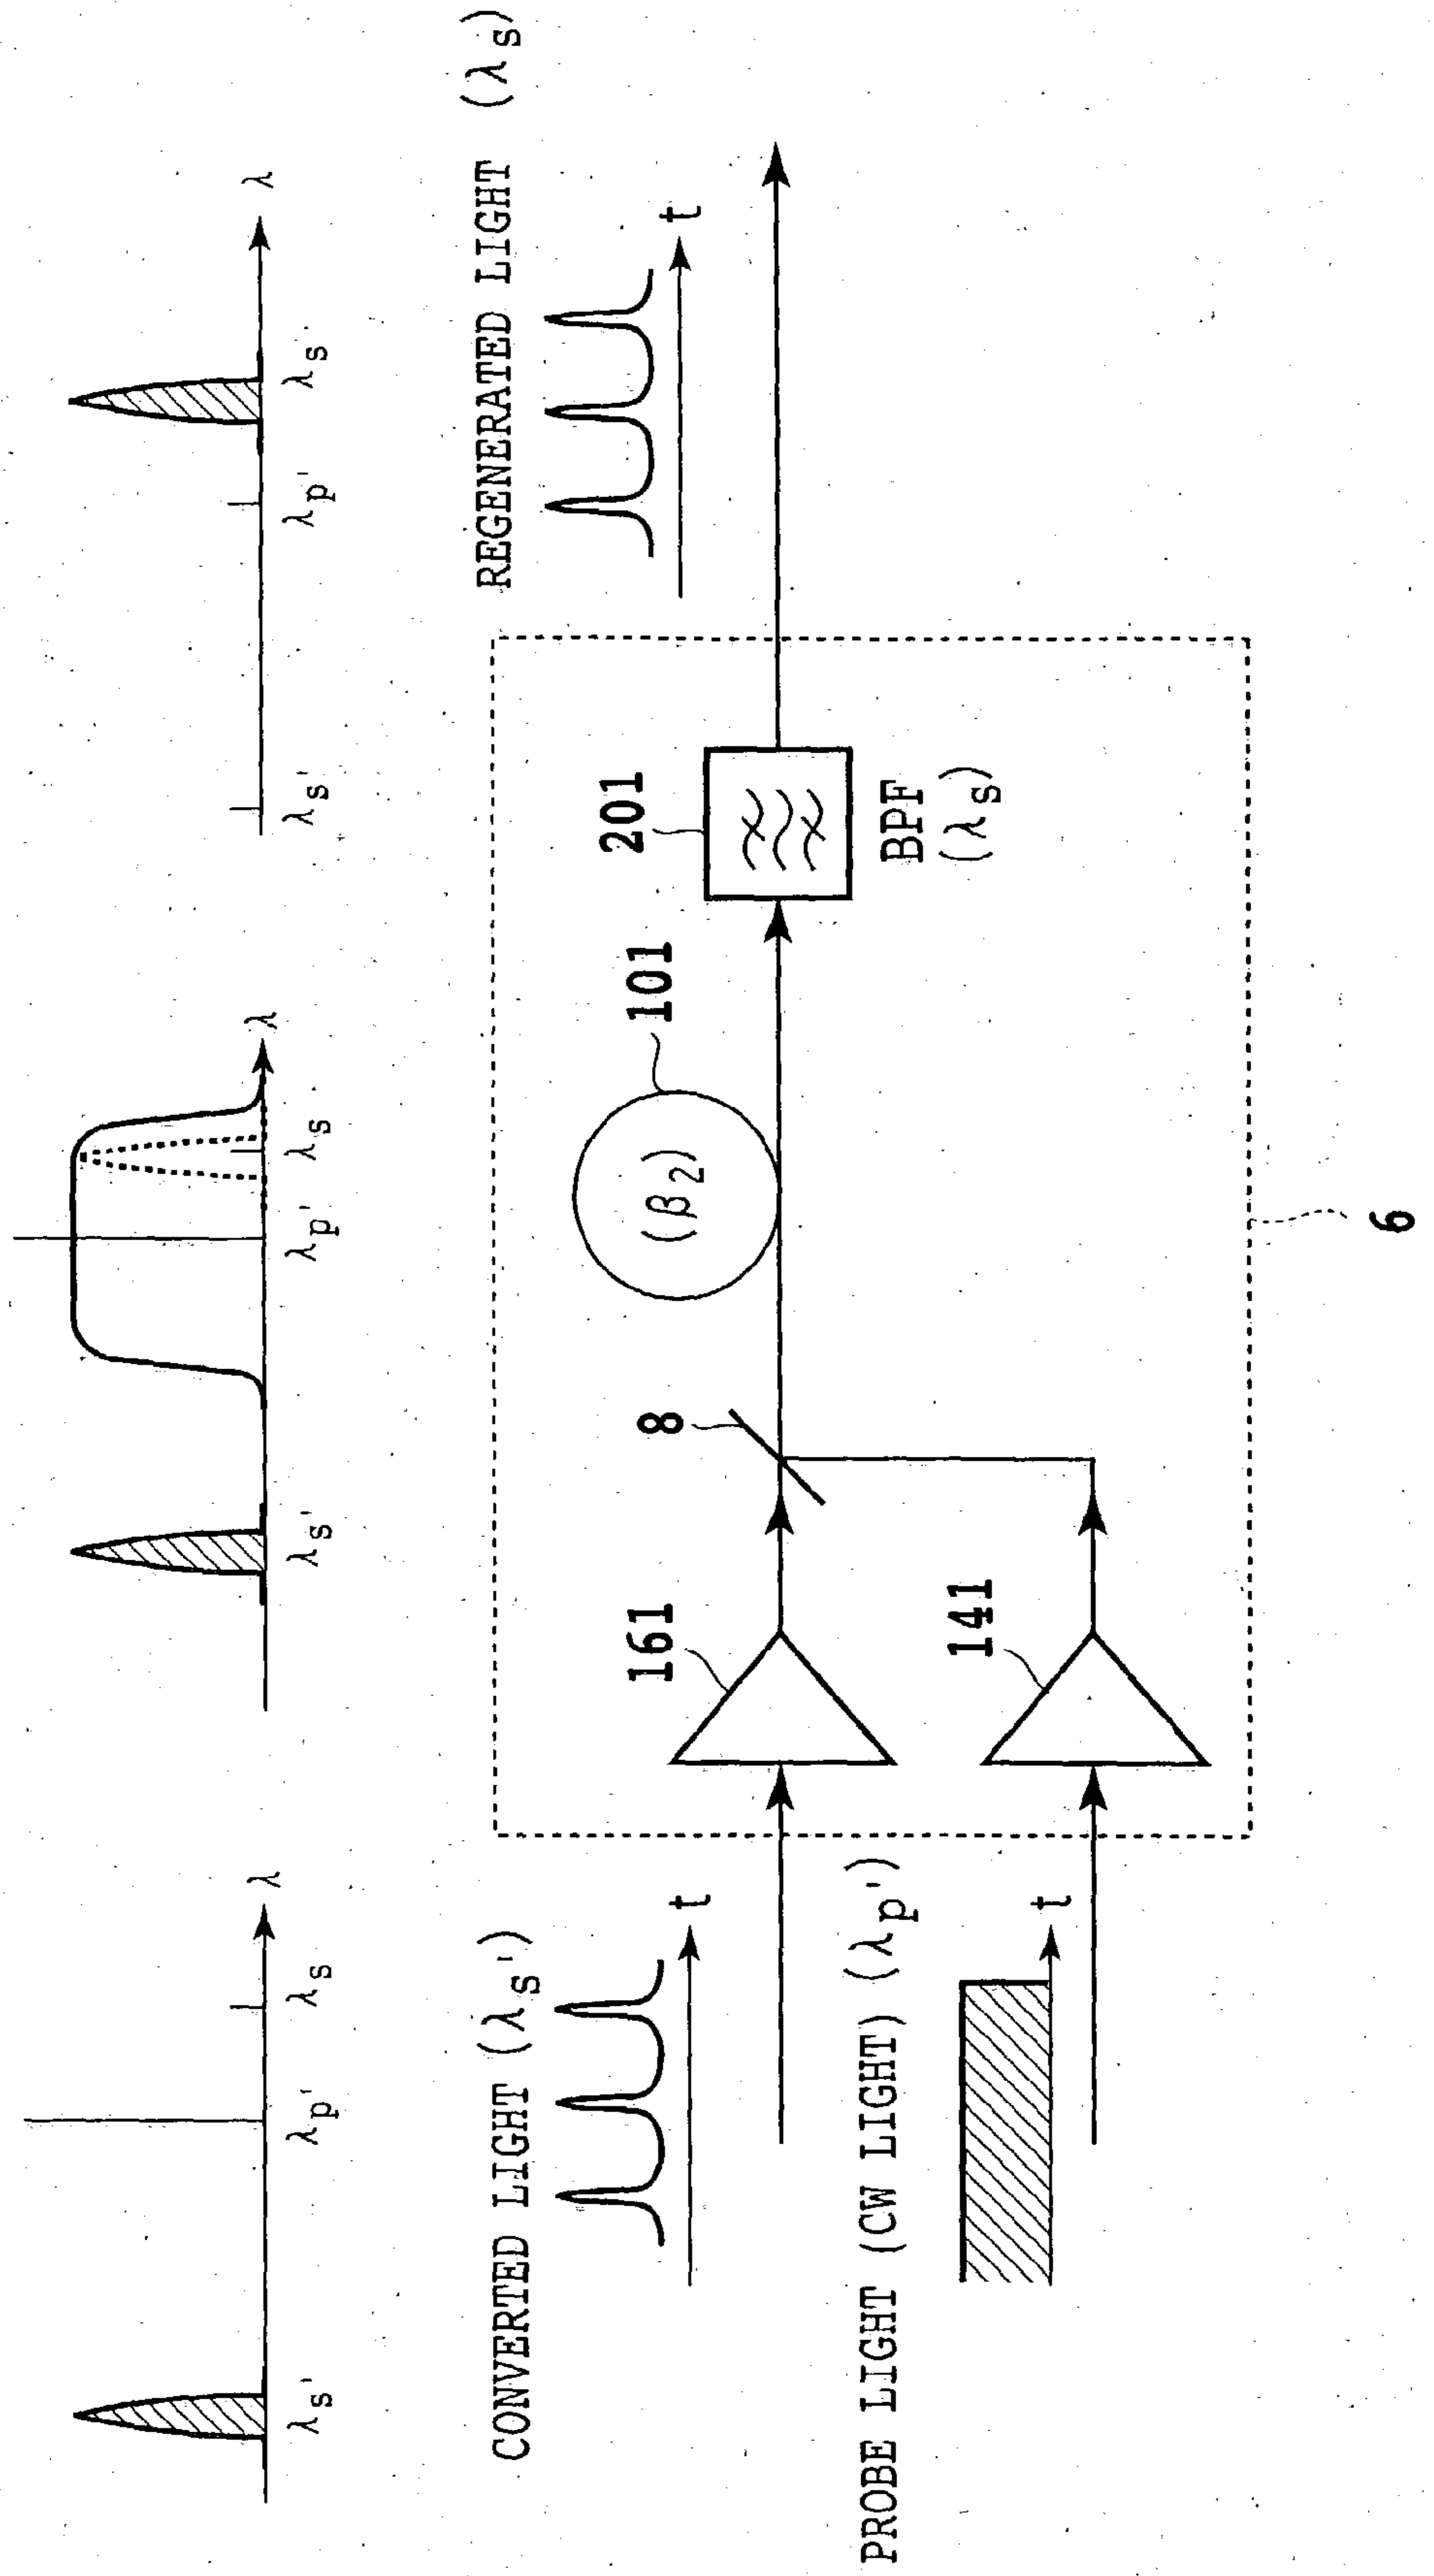 λs' λp' λs λ
λs' λp' λs λ
λs' λp' λs λ
CONVERTED LIGHT (λs')
t
REGENERATED LIGHT (λs)
t
161
8
101
(β2)
201
BPF
(λs)
PROBE LIGHT (CW LIGHT) (λp')
t
141
6